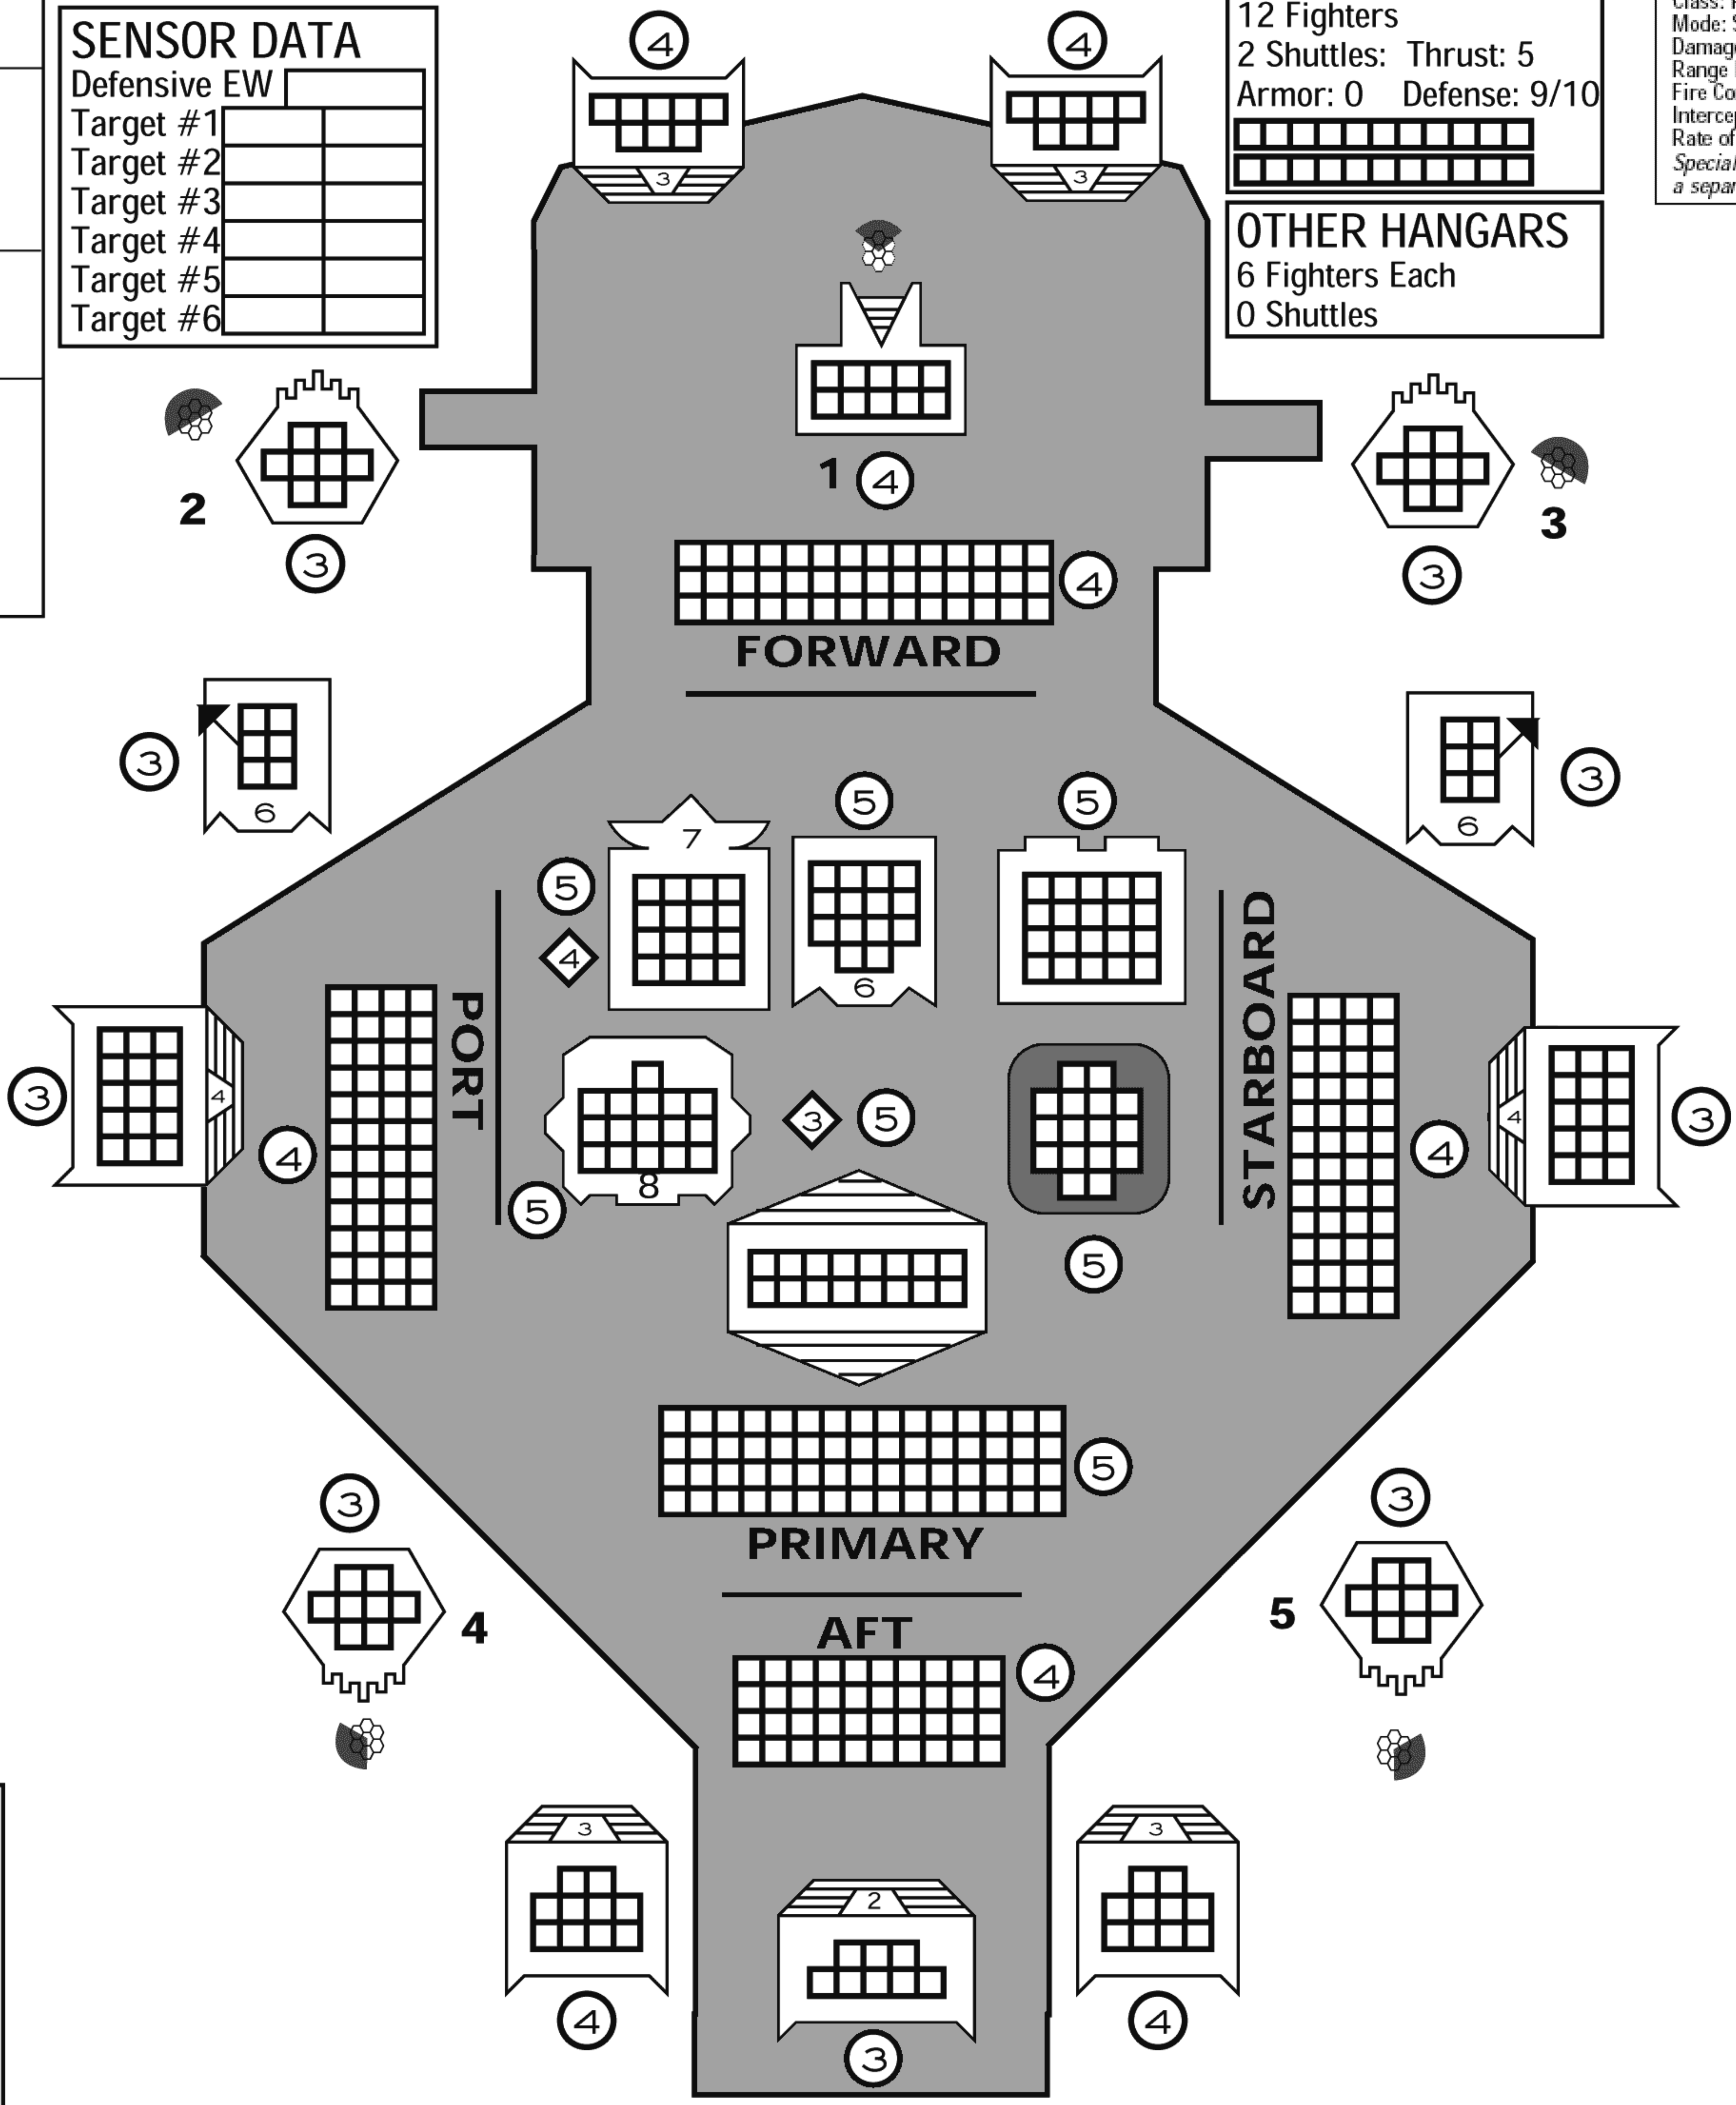 SENSOR DATA
Defensive EW
Target #1
Target #2
Target #3
Target #4
Target #5
Target #6
4
3
4
3
12 Fighters
2 Shuttles: Thrust: 5
Armor: 0 Defense: 9/10
OTHER HANGARS
6 Fighters Each
0 Shuttles
Mode:
Range
Rate of
Special
a
2
3
1 4
3
3
4
FORWARD
3
6
3
6
7
5
4
5
6
5
PORT
STARBOARD
3
4
4
8
5
3 5
5
4
4
3
5
PRIMARY
AFT
4
3
4
3
5
3
4
2
3
3
4